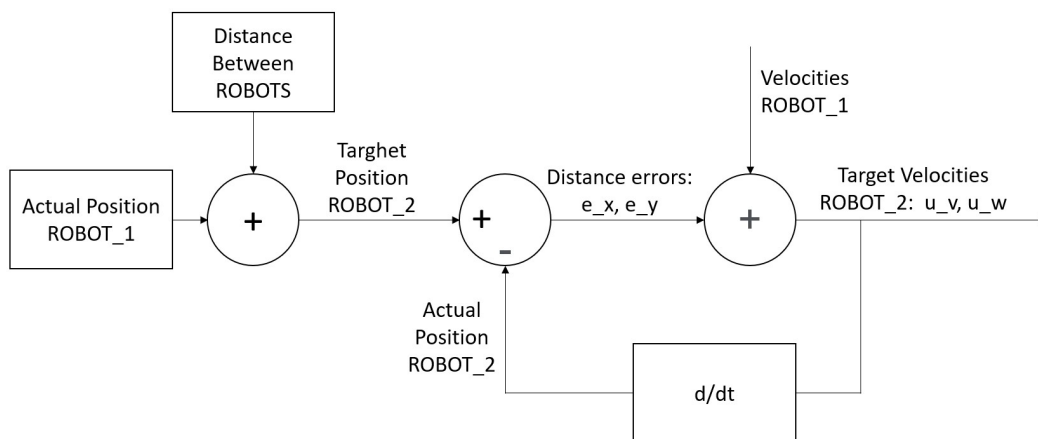 Distance
Between
ROBOTS
Velocities
ROBOT_1
Actual Position
ROBOT_1
+
Targhet
Position
ROBOT_2
+
-
Distance errors:
e_x, e_y
+
Target Velocities
ROBOT_2: u_v, u_w
Actual
Position
ROBOT_2
d/dt